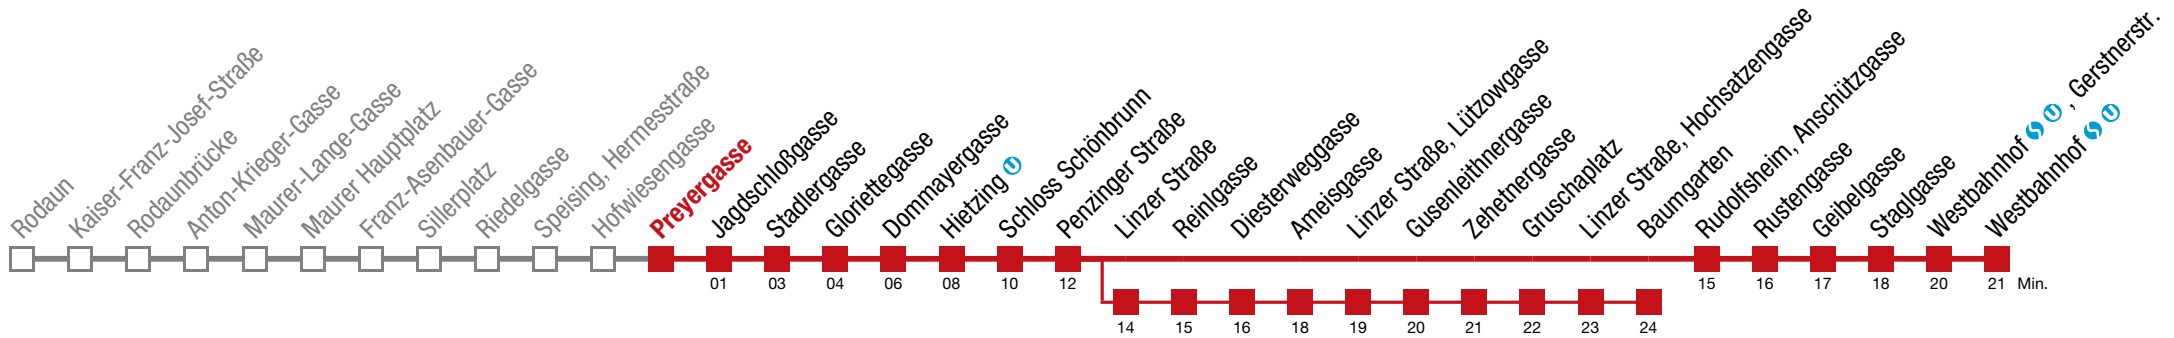 Rodaun
Kaiser-Franz-Josef-Straße
Rodaunbrücke
Anton-Krieger-Gasse
Maurer-Lange-Gasse
Maurer Hauptplatz
Franz-Asenbauer-Gasse
Sillerplatz
Riedelgasse
Speising, Hermesstraße
Hofwiesengasse
Preyergasse
Jagdschloßgasse
Stadlergasse
Gloriettegasse
Dommayergasse
Hietzing U
Schloss Schönbrunn
Penzinger Straße
Linzer Straße
Reinlgasse
Diesterweggasse
Ameisgasse
Linzer Straße, Lützowgasse
Gusenleithnergasse
Zehetnergasse
Gruschaplatz
Linzer Straße, Hochsatzengasse
Baumgarten
Rudolfsheim, Anschützgasse
Rustengasse
Geibelgasse
Staglgasse
Westbahnhof S U , Gerstnerstr.
Westbahnhof S U
01 03 04 06 08 10 12 15 16 17 18 20 21 Min.
14 15 16 18 19 20 21 22 23 24